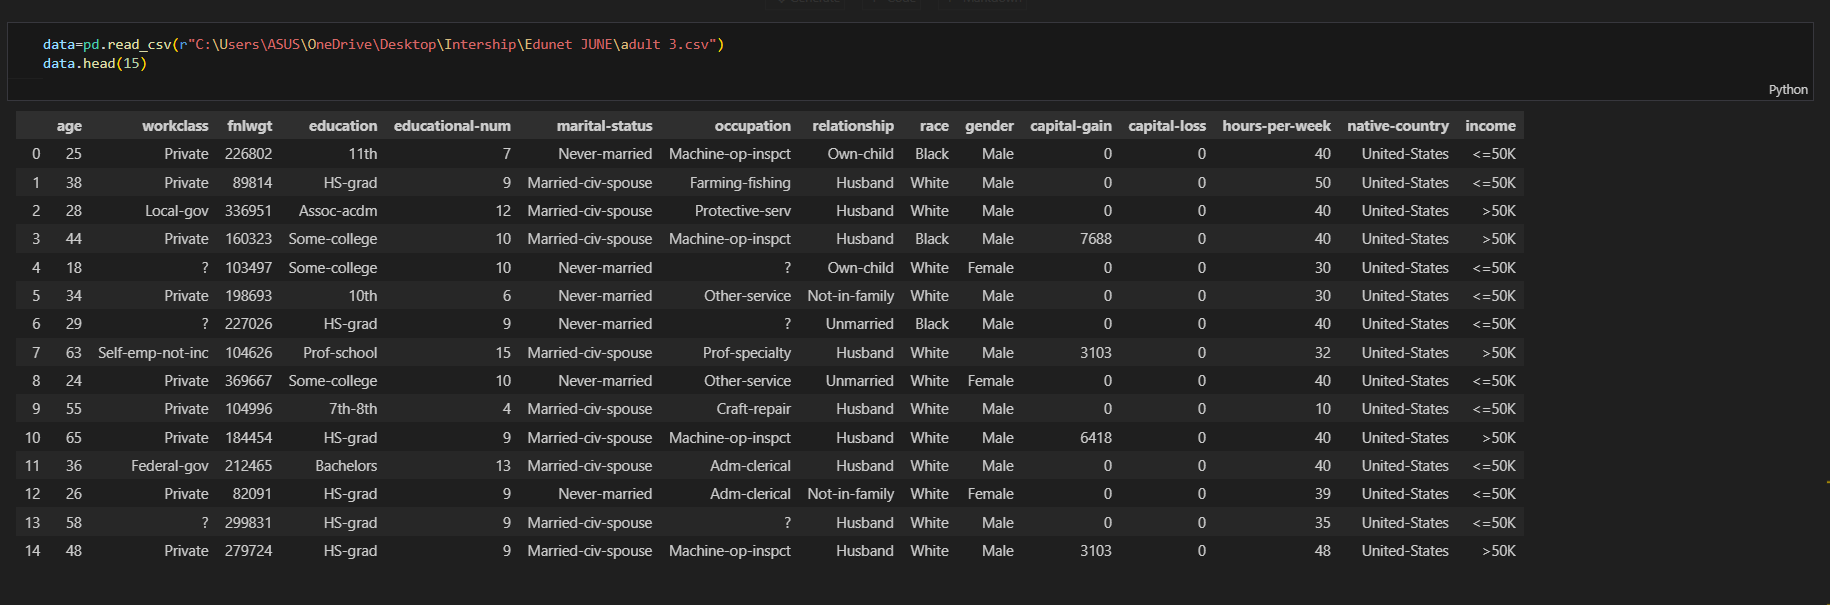 data=pd.read_csv(r"C:\Users\ASUS\OneDrive\Desktop\Intership\Edunet JUNE\adult 3.csv")
data.head(15)
Python
age workclass fnlwgt education educational-num marital-status occupation relationship race gender capital-gain capital-loss hours-per-week native-country income
0 25 Private 226802 11th 7 Never-married Machine-op-inspct Own-child Black Male 0 0 40 United-States <=50K
1 38 Private 89814 HS-grad 9 Married-civ-spouse Farming-fishing Husband White Male 0 0 50 United-States <=50K
2 28 Local-gov 336951 Assoc-acdm 12 Married-civ-spouse Protective-serv Husband White Male 0 0 40 United-States >50K
3 44 Private 160323 Some-college 10 Married-civ-spouse Machine-op-inspct Husband Black Male 7688 0 40 United-States >50K
4 18 ? 103497 Some-college 10 Never-married ? Own-child White Female 0 0 30 United-States <=50K
5 34 Private 198693 10th 6 Never-married Other-service Not-in-family White Male 0 0 30 United-States <=50K
6 29 ? 227026 HS-grad 9 Never-married ? Unmarried Black Male 0 0 40 United-States <=50K
7 63 Self-emp-not-inc 104626 Prof-school 15 Married-civ-spouse Prof-specialty Husband White Male 3103 0 32 United-States >50K
8 24 Private 369667 Some-college 10 Never-married Other-service Unmarried White Female 0 0 40 United-States <=50K
9 55 Private 104996 7th-8th 4 Married-civ-spouse Craft-repair Husband White Male 0 0 10 United-States <=50K
10 65 Private 184454 HS-grad 9 Married-civ-spouse Machine-op-inspct Husband White Male 6418 0 40 United-States >50K
11 36 Federal-gov 212465 Bachelors 13 Married-civ-spouse Adm-clerical Husband White Male 0 0 40 United-States <=50K
12 26 Private 82091 HS-grad 9 Never-married Adm-clerical Not-in-family White Female 0 0 39 United-States <=50K
13 58 ? 299831 HS-grad 9 Married-civ-spouse ? Husband White Male 0 0 35 United-States <=50K
14 48 Private 279724 HS-grad 9 Married-civ-spouse Machine-op-inspct Husband White Male 3103 0 48 United-States >50K